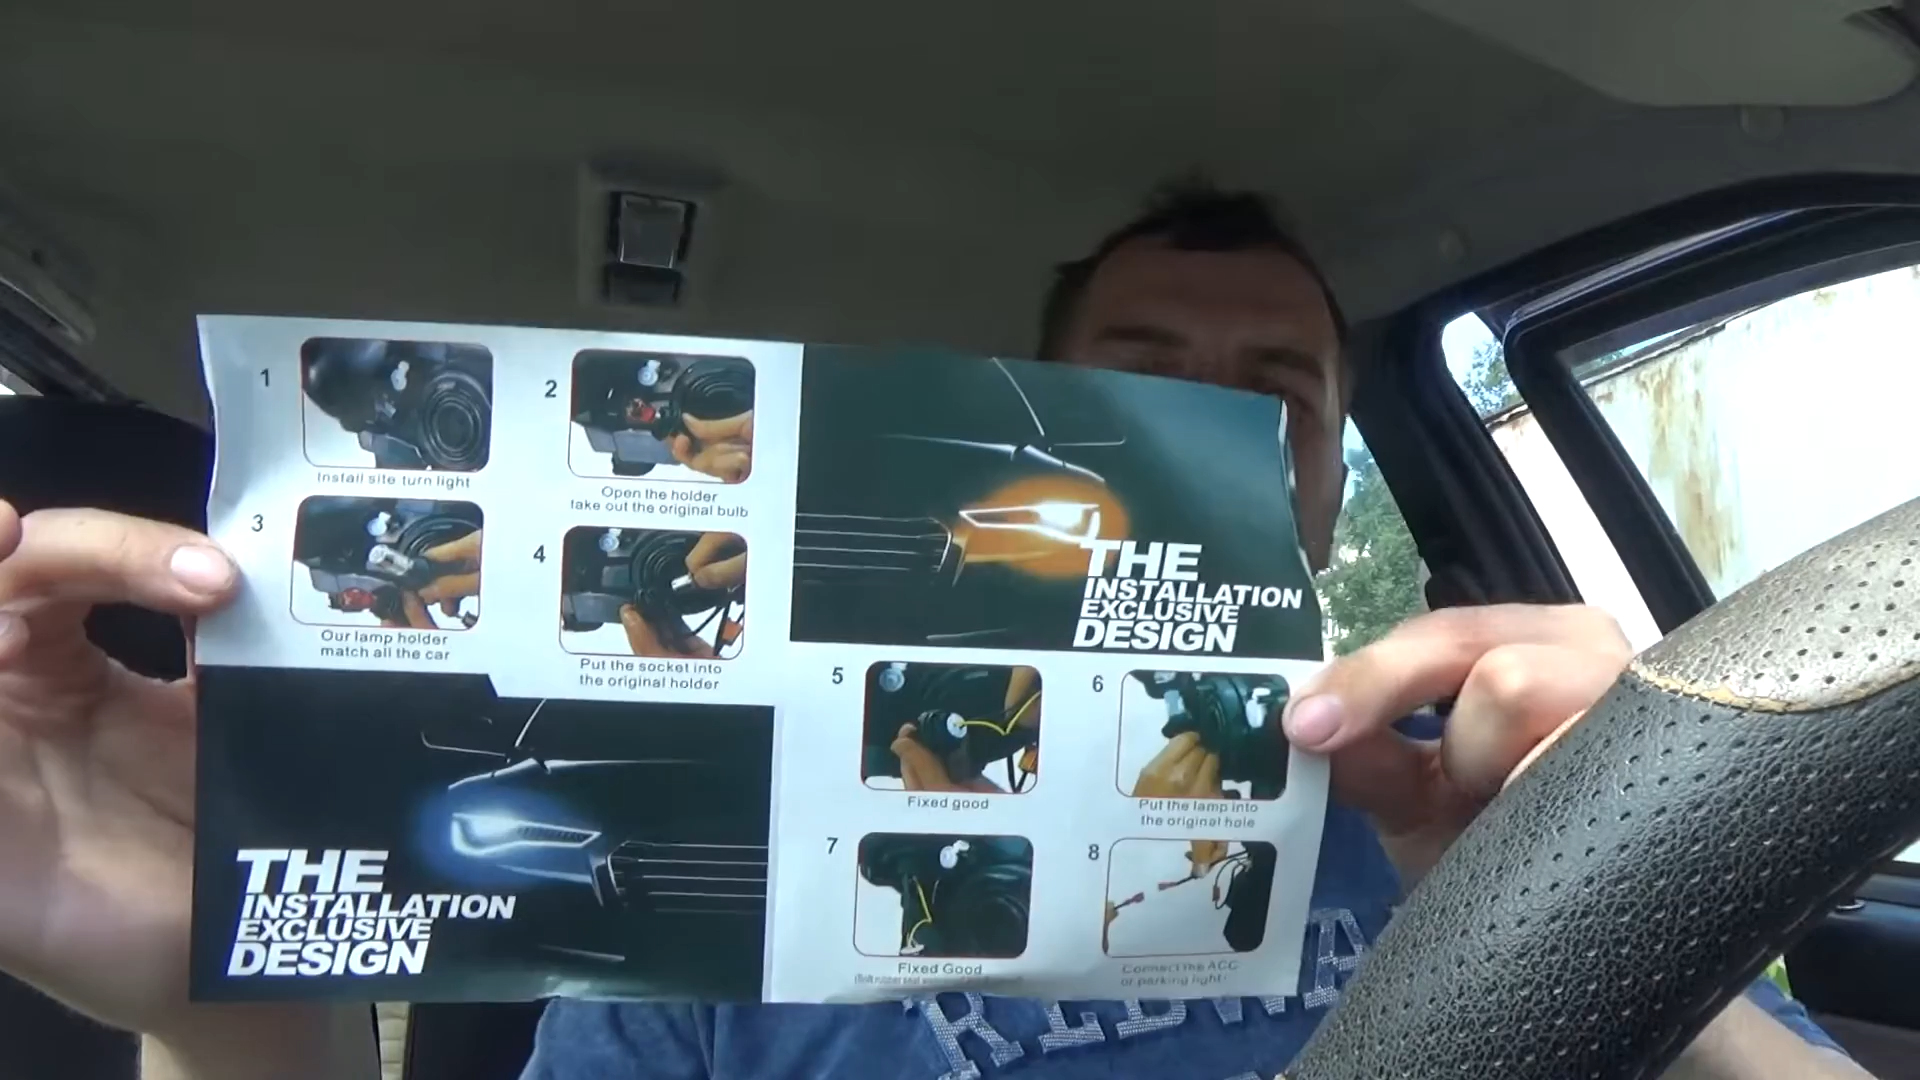 1
Install site turn light
2
Open the holder
take out the original bulb
3
Our lamp holder
match all the car
4
Put the socket into
the original holder
THE
INSTALLATION
EXCLUSIVE
DESIGN
THE
INSTALLATION
EXCLUSIVE
DESIGN
5
Fixed good
6
Put the lamp into
the original hole
7
Fixed Good
8
Connect the ACC
or parking light